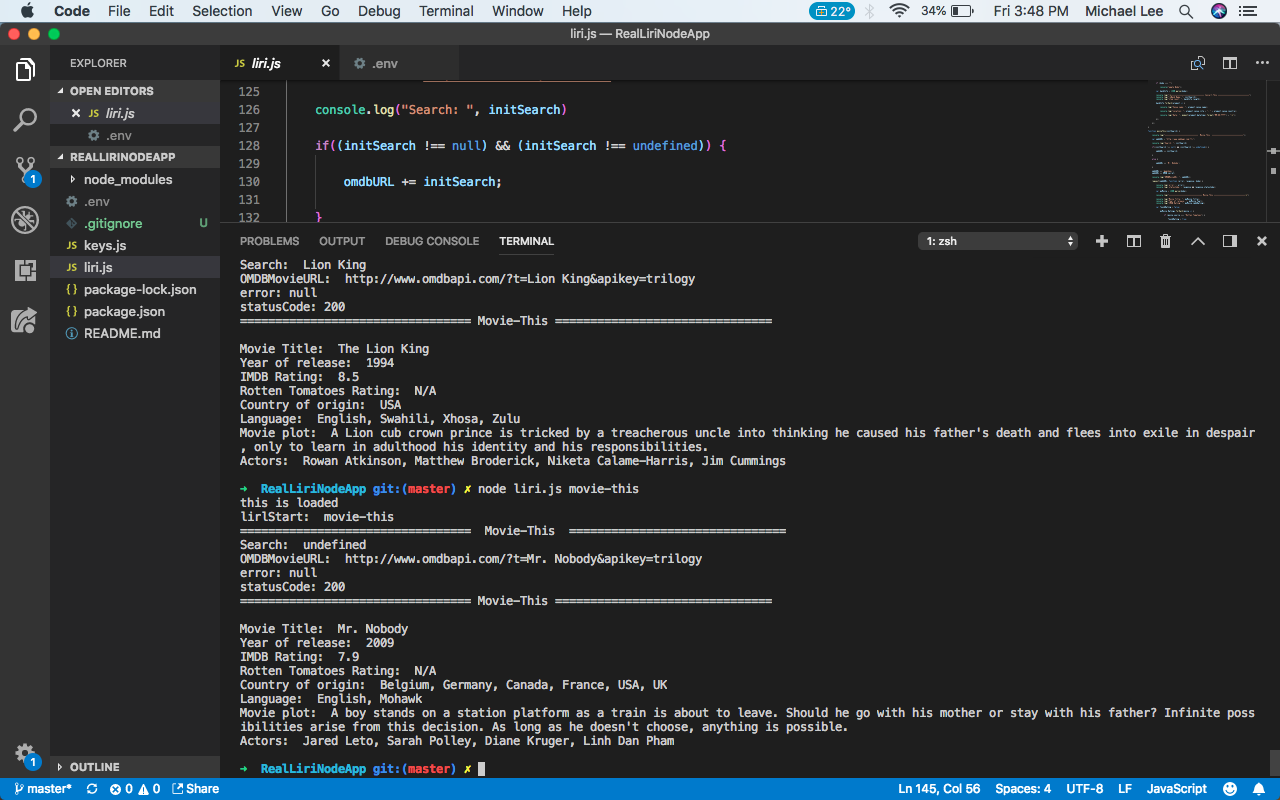 Code File Edit Selection View Go Debug Terminal Window Help 22° 34% Fri 3:48 PM Michael Lee
liri.js — RealLiriNodeApp
EXPLORER
OPEN EDITORS
JS liri.js
.env
REALLIRINODEAPP
node_modules
.env
.gitignore U
JS keys.js
JS liri.js
{ } package-lock.json
{ } package.json
README.md
OUTLINE
1
1
JS liri.js × .env
125
126 console.log("Search: ", initSearch)
127
128 if((initSearch !== null) && (initSearch !== undefined)) {
129
130 omdbURL += initSearch;
131
132 }
PROBLEMS OUTPUT DEBUG CONSOLE TERMINAL 1: zsh
Search:  Lion King
OMDBMovieURL:  http://www.omdbapi.com/?t=Lion King&apikey=trilogy
error: null
statusCode: 200
================================= Movie-This ===============================
Movie Title:  The Lion King
Year of release:  1994
IMDB Rating:  8.5
Rotten Tomatoes Rating:  N/A
Country of origin:  USA
Language:  English, Swahili, Xhosa, Zulu
Movie plot:  A Lion cub crown prince is tricked by a treacherous uncle into thinking he caused his father's death and flees into exile in despair
, only to learn in adulthood his identity and his responsibilities.
Actors:  Rowan Atkinson, Matthew Broderick, Niketa Calame-Harris, Jim Cummings
➜  RealLiriNodeApp git:(master) ✗ node liri.js movie-this
this is loaded
lirlStart:  movie-this
=================================  Movie-This  ===============================
Search:  undefined
OMDBMovieURL:  http://www.omdbapi.com/?t=Mr. Nobody&apikey=trilogy
error: null
statusCode: 200
================================= Movie-This ===============================
Movie Title:  Mr. Nobody
Year of release:  2009
IMDB Rating:  7.9
Rotten Tomatoes Rating:  N/A
Country of origin:  Belgium, Germany, Canada, France, USA, UK
Language:  English, Mohawk
Movie plot:  A boy stands on a station platform as a train is about to leave. Should he go with his mother or stay with his father? Infinite poss
ibilities arise from this decision. As long as he doesn't choose, anything is possible.
Actors:  Jared Leto, Sarah Polley, Diane Kruger, Linh Dan Pham
➜  RealLiriNodeApp git:(master) ✗
master* 0 0 Share Ln 145, Col 56 Spaces: 4 UTF-8 LF JavaScript